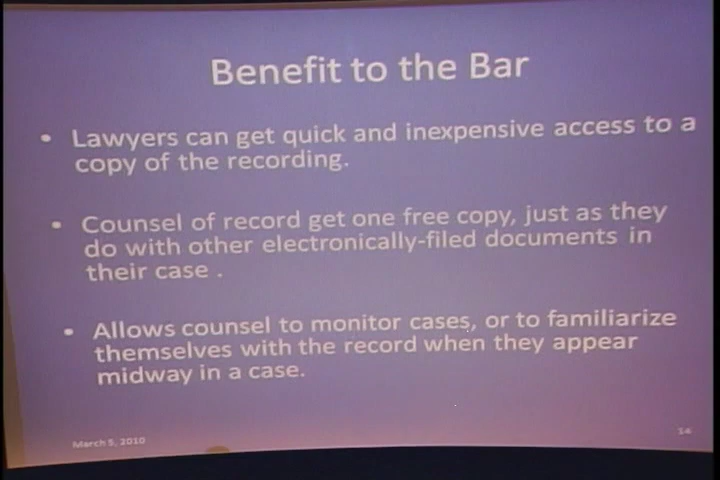 Benefit to the Bar
• Lawyers can get quick and inexpensive access to a
copy of the recording.
• Counsel of record get one free copy, just as they
do with other electronically-filed documents in
their case .
• Allows counsel to monitor cases, or to familiarize
themselves with the record when they appear
midway in a case.
March 5, 2010